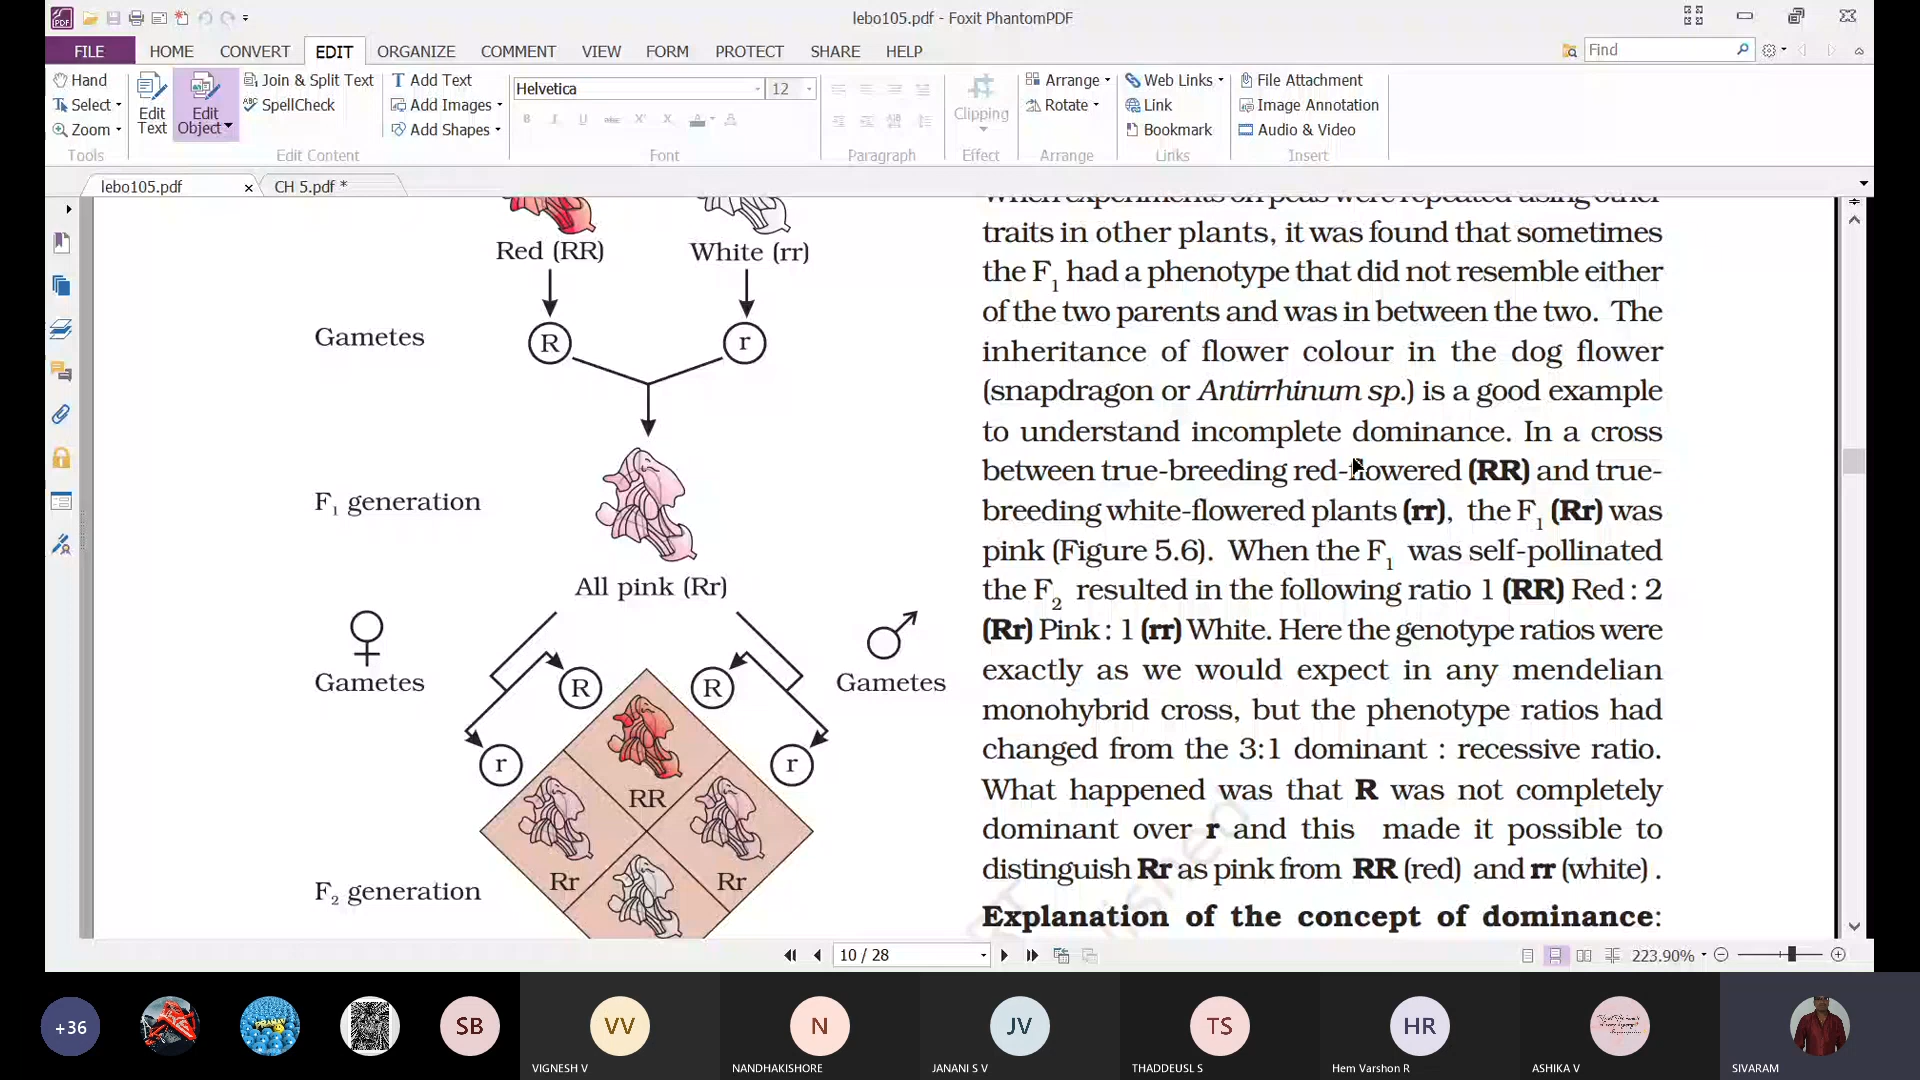 lebo105.pdf - Foxit PhantomPDF
FILE HOME CONVERT EDIT ORGANIZE COMMENT VIEW FORM PROTECT SHARE HELP
Find
Hand
Select
Zoom
Tools
Edit Text
Edit Object
Join & Split Text
SpellCheck
Edit Content
Add Text
Add Images
Add Shapes
Helvetica 12
Font
Paragraph
Clipping
Effect
Arrange
Rotate
Arrange
Web Links
Link
Bookmark
Links
File Attachment
Image Annotation
Audio & Video
Insert
lebo105.pdf
CH 5.pdf *
Red (RR) White (rr)
Gametes R r
F1 generation
All pink (Rr)
Gametes R R Gametes
r r
RR
Rr Rr
F2 generation
When experiments on peas were repeated using other
traits in other plants, it was found that sometimes
the F1 had a phenotype that did not resemble either
of the two parents and was in between the two. The
inheritance of flower colour in the dog flower
(snapdragon or Antirrhinum sp.) is a good example
to understand incomplete dominance. In a cross
between true-breeding red-flowered (RR) and true-
breeding white-flowered plants (rr), the F1 (Rr) was
pink (Figure 5.6). When the F1 was self-pollinated
the F2 resulted in the following ratio 1 (RR) Red : 2
(Rr) Pink : 1 (rr) White. Here the genotype ratios were
exactly as we would expect in any mendelian
monohybrid cross, but the phenotype ratios had
changed from the 3:1 dominant : recessive ratio.
What happened was that R was not completely
dominant over r and this made it possible to
distinguish Rr as pink from RR (red) and rr (white) .
Explanation of the concept of dominance:
10 / 28
223.90%
+36
SB
VV
VIGNESH V
N
NANDHAKISHORE
JV
JANANI S V
TS
THADDEUSL S
HR
Hem Varshon R
ASHIKA V
SIVARAM